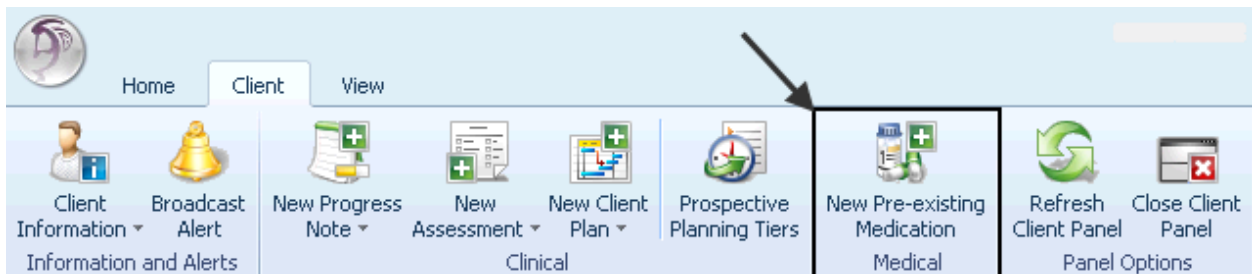 Home Client View
Client Broadcast New Progress New New Client Prospective New Pre-existing Refresh Close Client
Information Alert Note Assessment Plan Planning Tiers Medication Client Panel Panel
Information and Alerts Clinical Medical Panel Options